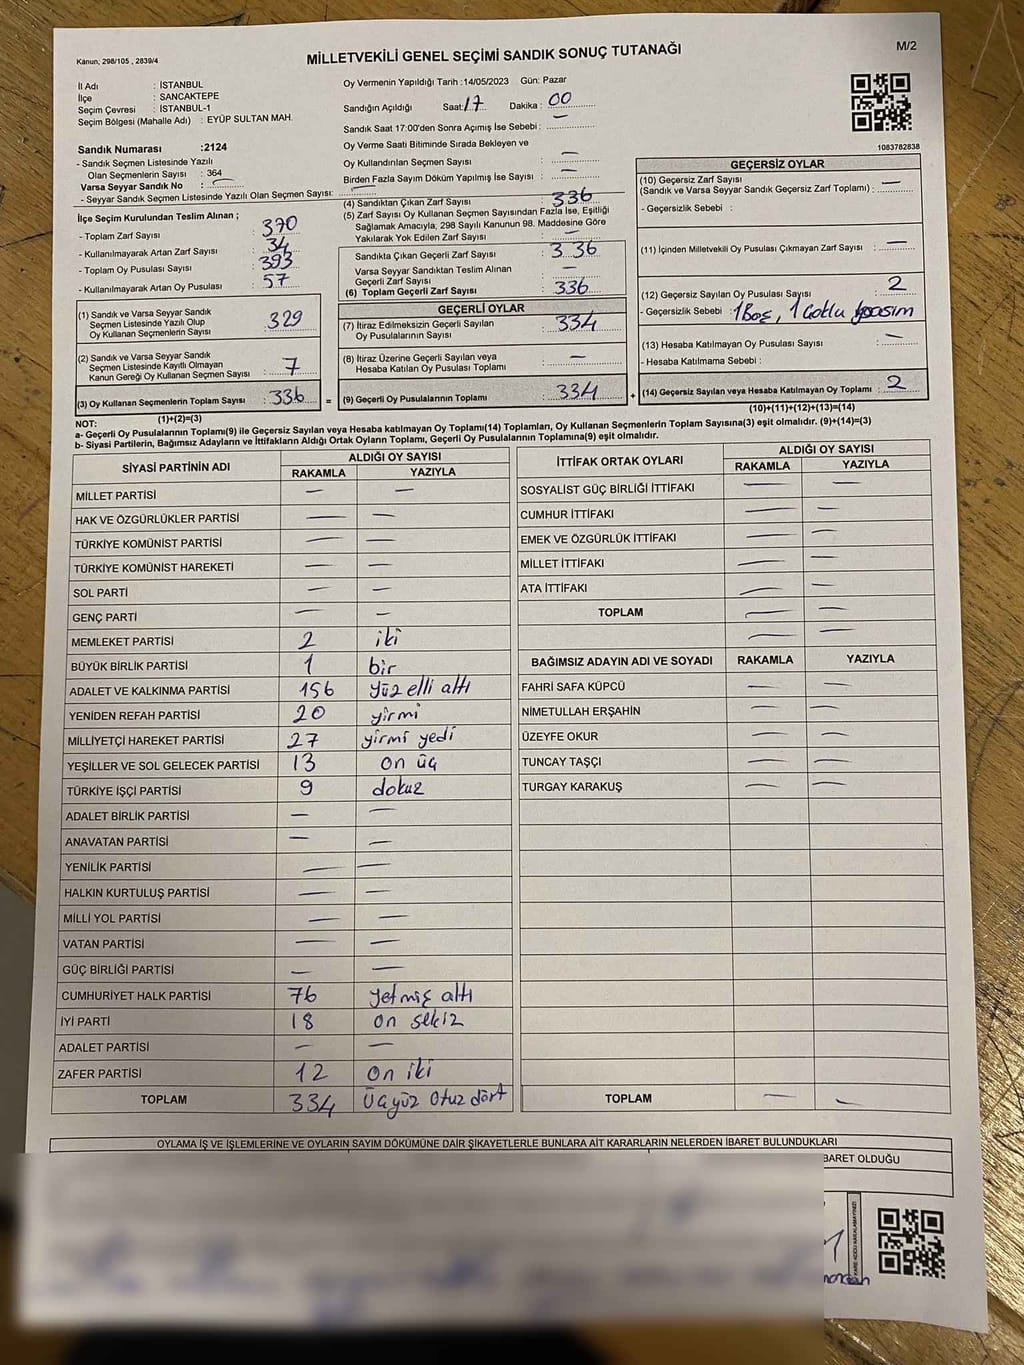 Kanun, 298/105 , 2839/4
MİLLETVEKİLİ GENEL SEÇİMİ SANDIK SONUÇ TUTANAĞI
M/2
İl Adı : İSTANBUL
İlçe : SANCAKTEPE
Seçim Çevresi : İSTANBUL-1
Seçim Bölgesi (Mahalle Adı) : EYÜP SULTAN MAH.
Sandık Numarası :2124
- Sandık Seçmen Listesinde Yazılı
Olan Seçmenlerin Sayısı : 364
Varsa Seyyar Sandık No : —
- Seyyar Sandık Seçmen Listesinde Yazılı Olan Seçmen Sayısı: —
Oy Vermenin Yapıldığı Tarih :14/05/2023 Gün: Pazar
Sandığın Açıldığı Saat: 17 Dakika : 00
Sandık Saat 17:00'den Sonra Açımış İse Sebebi : —
Oy Verme Saati Bitiminde Sırada Bekleyen ve
Oy Kullandırılan Seçmen Sayısı : —
Birden Fazla Sayım Döküm Yapılmış İse Sayısı : —
1083782838
İlçe Seçim Kurulundan Teslim Alınan ;
- Toplam Zarf Sayısı : 370
- Kullanılmayarak Artan Zarf Sayısı : 34
- Toplam Oy Pusulası Sayısı : 393
- Kullanılmayarak Artan Oy Pusulası : 57
(1) Sandık ve Varsa Seyyar Sandık
Seçmen Listesinde Yazılı Olup
Oy Kullanan Seçmenlerin Sayısı : 329
(2) Sandık ve Varsa Seyyar Sandık
Seçmen Listesinde Kayıtlı Olmayan
Kanun Gereği Oy Kullanan Seçmen Sayısı : 7
(3) Oy Kullanan Seçmenlerin Toplam Sayısı : 336 =
(1)+(2)=(3)
(4) Sandıktan Çıkan Zarf Sayısı : 336
(5) Zarf Sayısı Oy Kullanan Seçmen Sayısından Fazla İse, Eşitliği
Sağlamak Amacıyla, 298 Sayılı Kanunun 98. Maddesine Göre
Yakılarak Yok Edilen Zarf Sayısı : —
Sandıkta Çıkan Geçerli Zarf Sayısı : 336
Varsa Seyyar Sandıktan Teslim Alınan
Geçerli Zarf Sayısı : —
(6) Toplam Geçerli Zarf Sayısı : 336
GEÇERLİ OYLAR
(7) İtiraz Edilmeksizin Geçerli Sayılan
Oy Pusulalarının Sayısı : 334
(8) İtiraz Üzerine Geçerli Sayılan veya
Hesaba Katılan Oy Pusulası Toplamı : —
(9) Geçerli Oy Pusulalarının Toplamı : 334 +
GEÇERSİZ OYLAR
(10) Geçersiz Zarf Sayısı
(Sandık ve Varsa Seyyar Sandık Geçersiz Zarf Toplamı) : —
- Geçersizlik Sebebi :
(11) İçinden Milletvekili Oy Pusulası Çıkmayan Zarf Sayısı : —
(12) Geçersiz Sayılan Oy Pusulası Sayısı : 2
- Geçersizlik Sebebi : 1 Boş, 1 Çoklu basım
(13) Hesaba Katılmayan Oy Pusulası Sayısı : —
- Hesaba Katılmama Sebebi :
(14) Geçersiz Sayılan veya Hesaba Katılmayan Oy Toplamı : 2
(10)+(11)+(12)+(13)=(14)
NOT:
a- Geçerli Oy Pusulalarının Toplamı(9) ile Geçersiz Sayılan veya Hesaba Katılmayan Oy Toplamı(14) Toplamları, Oy Kullanan Seçmenlerin Toplam Sayısına(3) eşit olmalıdır. (9)+(14)=(3)
b- Siyasi Partilerin, Bağımsız Adayların ve İttifakların Aldığı Ortak Oyların Toplamı, Geçerli Oy Pusulalarının Toplamına(9) eşit olmalıdır.
SİYASİ PARTİNİN ADI ALDIĞI OY SAYISI
RAKAMLA YAZIYLA
MİLLET PARTİSİ — —
HAK VE ÖZGÜRLÜKLER PARTİSİ — —
TÜRKİYE KOMÜNİST PARTİSİ — —
TÜRKİYE KOMÜNİST HAREKETİ — —
SOL PARTİ — —
GENÇ PARTİ — —
MEMLEKET PARTİSİ 2 iki
BÜYÜK BİRLİK PARTİSİ 1 bir
ADALET VE KALKINMA PARTİSİ 156 yüz elli altı
YENİDEN REFAH PARTİSİ 20 yirmi
MİLLİYETÇİ HAREKET PARTİSİ 27 yirmi yedi
YEŞİLLER VE SOL GELECEK PARTİSİ 13 on üç
TÜRKİYE İŞÇİ PARTİSİ 9 dokuz
ADALET BİRLİK PARTİSİ — —
ANAVATAN PARTİSİ — —
YENİLİK PARTİSİ — —
HALKIN KURTULUŞ PARTİSİ — —
MİLLİ YOL PARTİSİ — —
VATAN PARTİSİ — —
GÜÇ BİRLİĞİ PARTİSİ — —
CUMHURİYET HALK PARTİSİ 76 yetmiş altı
İYİ PARTİ 18 on sekiz
ADALET PARTİSİ — —
ZAFER PARTİSİ 12 on iki
TOPLAM 334 üçyüz otuz dört
İTTİFAK ORTAK OYLARI ALDIĞI OY SAYISI
RAKAMLA YAZIYLA
SOSYALİST GÜÇ BİRLİĞİ İTTİFAKI — —
CUMHUR İTTİFAKI — —
EMEK VE ÖZGÜRLÜK İTTİFAKI — —
MİLLET İTTİFAKI — —
ATA İTTİFAKI — —
TOPLAM — —
— —
BAĞIMSIZ ADAYIN ADI VE SOYADI RAKAMLA YAZIYLA
FAHRİ SAFA KÜPCÜ — —
NİMETULLAH ERŞAHİN — —
ÜZEYFE OKUR — —
TUNCAY TAŞÇI — —
TURGAY KARAKUŞ — —
TOPLAM — —
OYLAMA İŞ VE İŞLEMLERİNE VE OYLARIN SAYIM DÖKÜMÜNE DAİR ŞİKAYETLERLE BUNLARA AİT KARARLARIN NELERDEN İBARET BULUNDUKLARI
BARET OLDUĞU